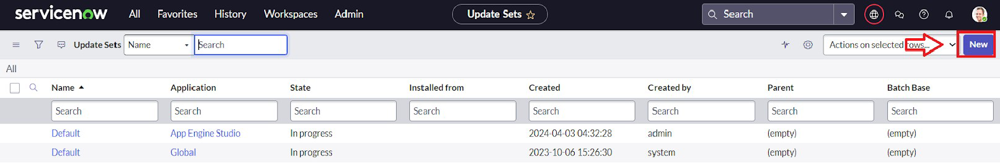 servicenow All Favorites History Workspaces Admin Update Sets Search
Update Sets Name Search Actions on selected rows... New
All
Name Application State Installed from Created Created by Parent Batch Base
Search Search Search Search Search Search Search Search
Default App Engine Studio In progress 2024-04-03 04:32:28 admin (empty) (empty)
Default Global In progress 2023-10-06 15:26:30 system (empty) (empty)